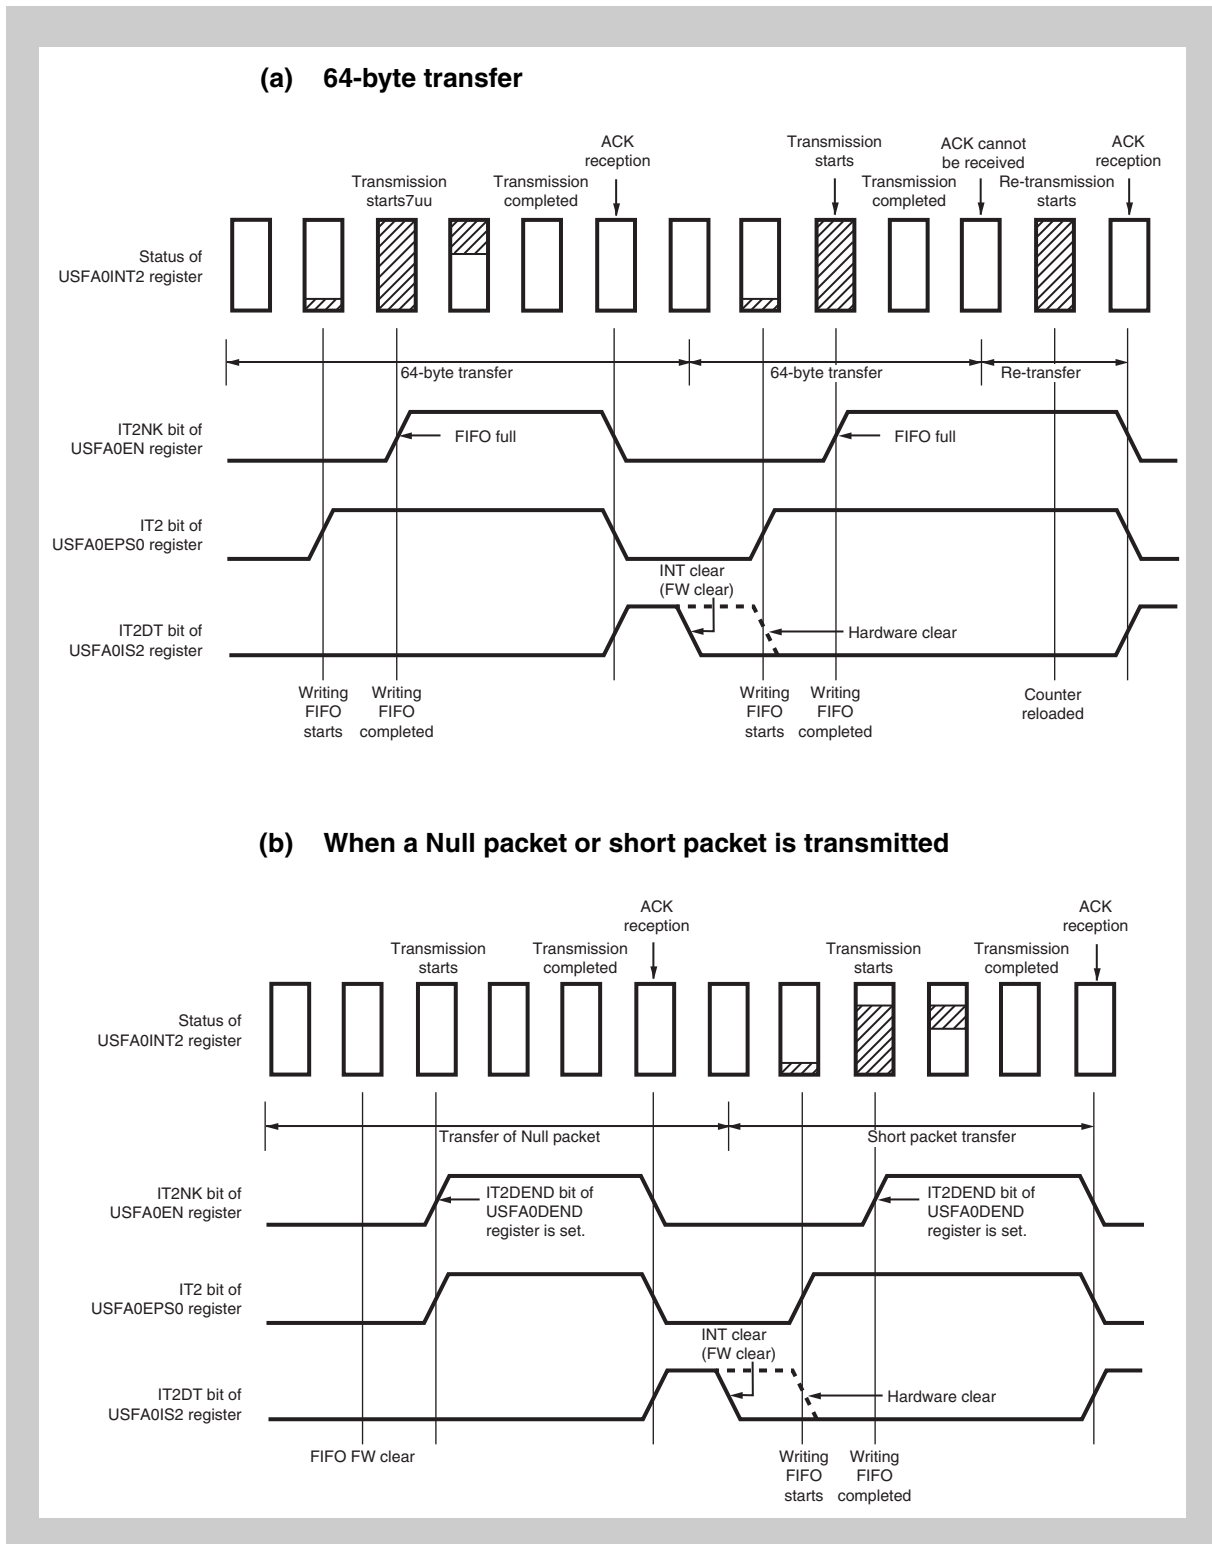 (a) 64-byte transfer
ACK
reception
Transmission
starts
ACK cannot
be received
ACK
reception
Transmission
starts7uu
Transmission
completed
Transmission
completed
Re-transmission
starts
Status of
USFA0INT2 register
64-byte transfer
64-byte transfer
Re-transfer
IT2NK bit of
USFA0EN register
FIFO full
FIFO full
IT2 bit of
USFA0EPS0 register
INT clear
(FW clear)
IT2DT bit of
USFA0IS2 register
Hardware clear
Writing
FIFO
starts
Writing
FIFO
completed
Writing
FIFO
starts
Writing
FIFO
completed
Counter
reloaded
(b) When a Null packet or short packet is transmitted
ACK
reception
ACK
reception
Transmission
starts
Transmission
completed
Transmission
starts
Transmission
completed
Status of
USFA0INT2 register
Transfer of Null packet
Short packet transfer
IT2NK bit of
USFA0EN register
IT2DEND bit of
USFA0DEND
register is set.
IT2DEND bit of
USFA0DEND
register is set.
IT2 bit of
USFA0EPS0 register
INT clear
(FW clear)
IT2DT bit of
USFA0IS2 register
Hardware clear
FIFO FW clear
Writing
FIFO
starts
Writing
FIFO
completed